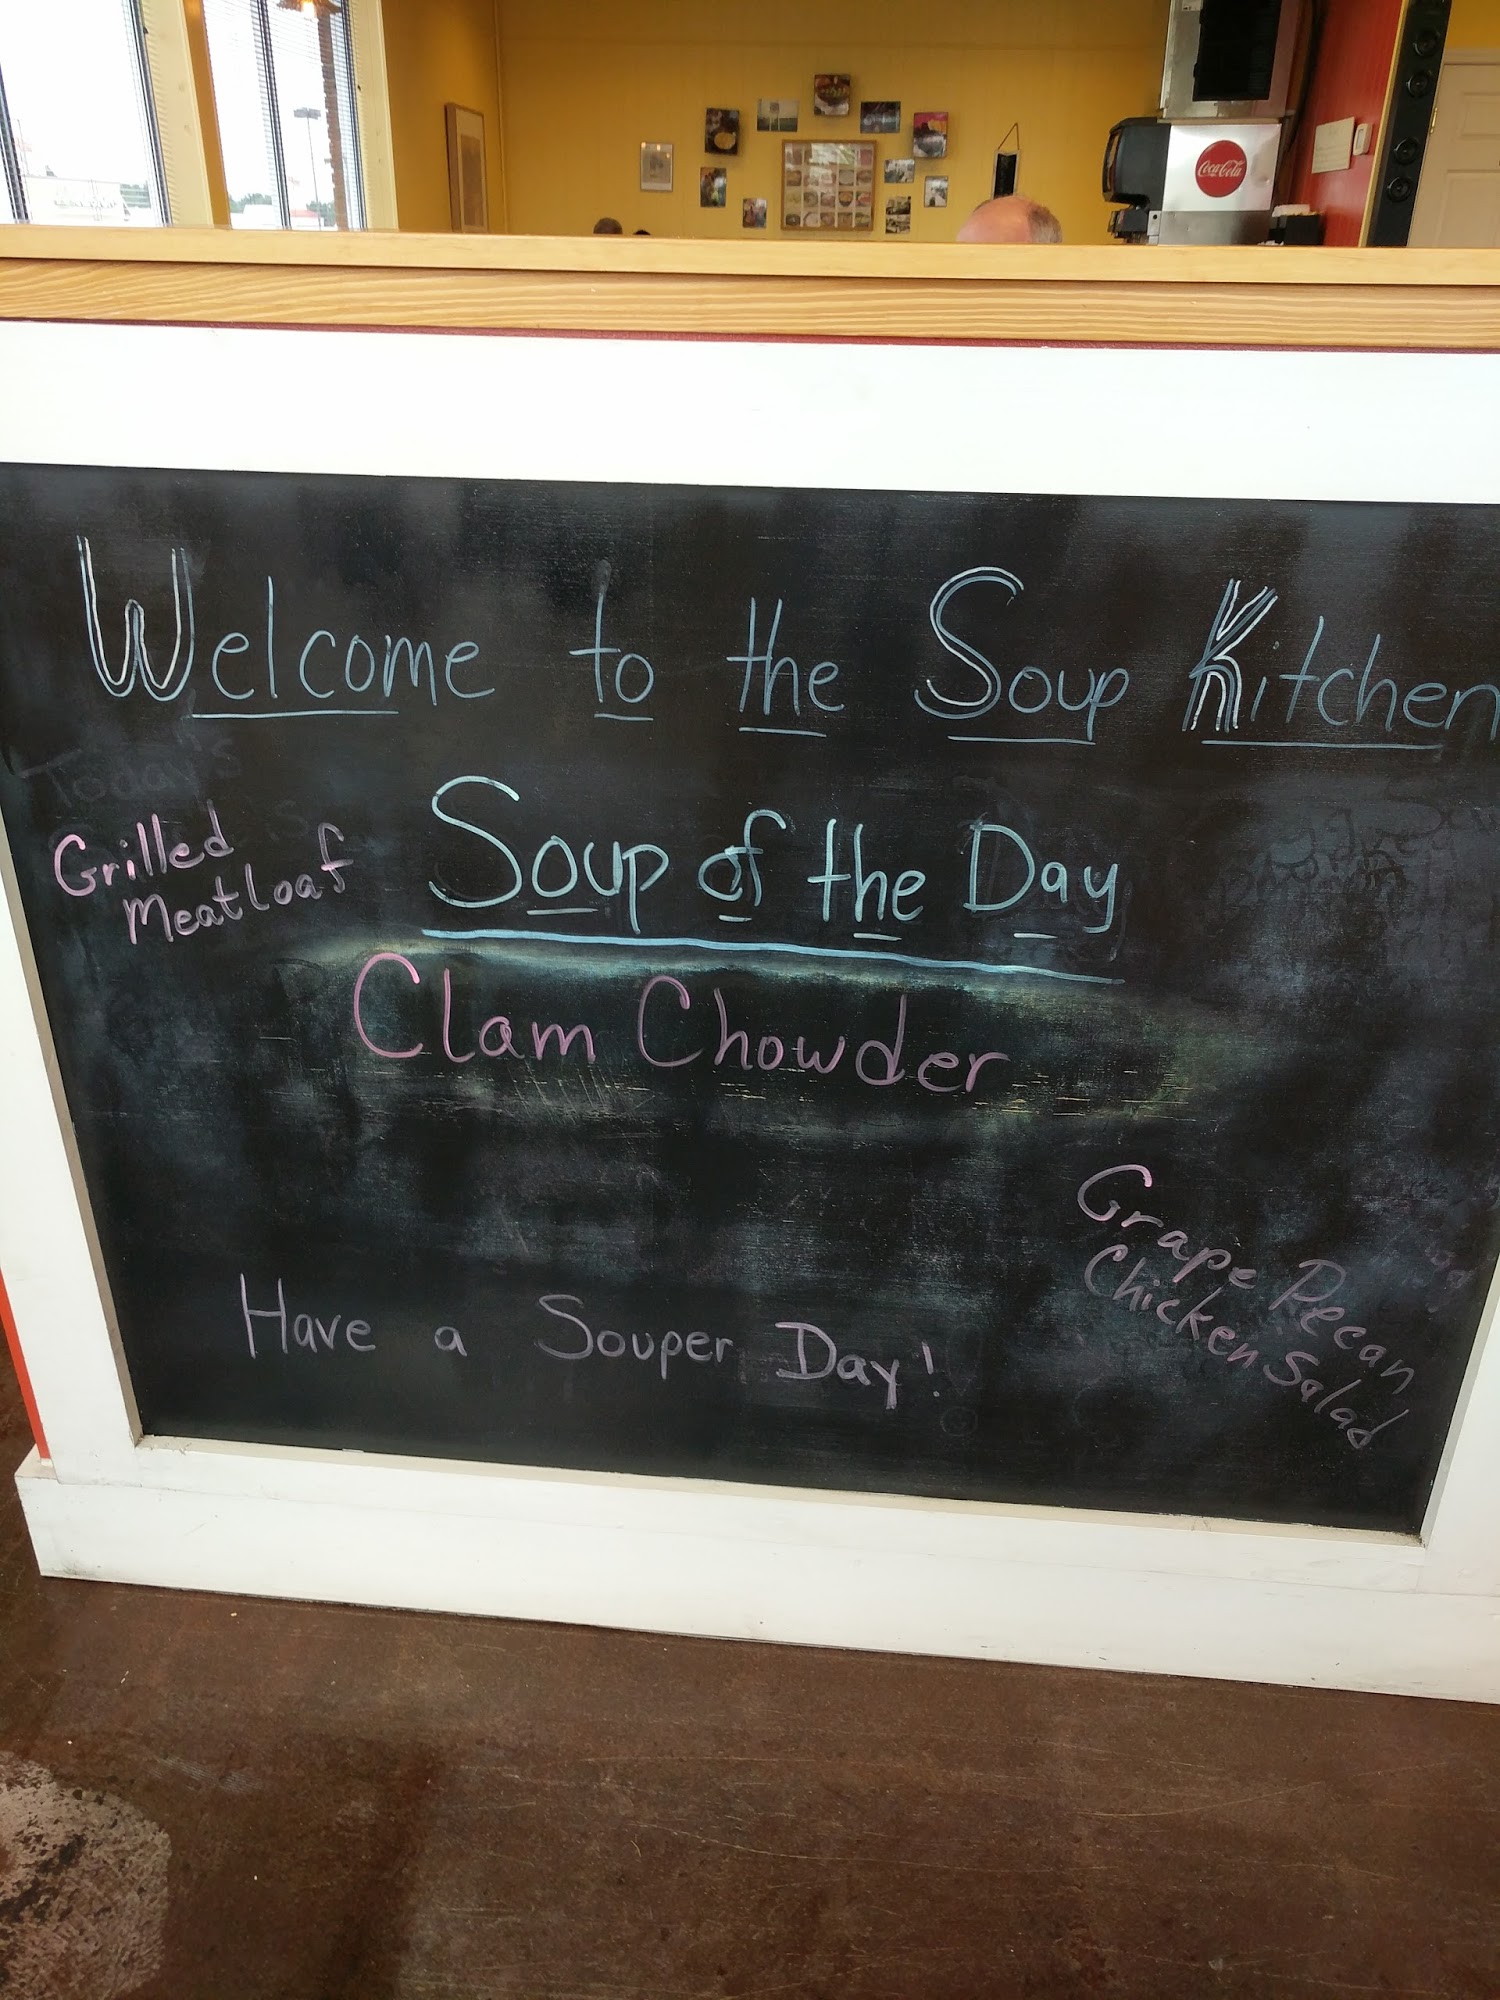 Coca-Cola
Welcome to the Soup Kitchen
Today's
Grilled
Meatloaf
Soup of the Day
Clam Chowder
Grape Pecan
Chicken Salad
Have a Souper Day!